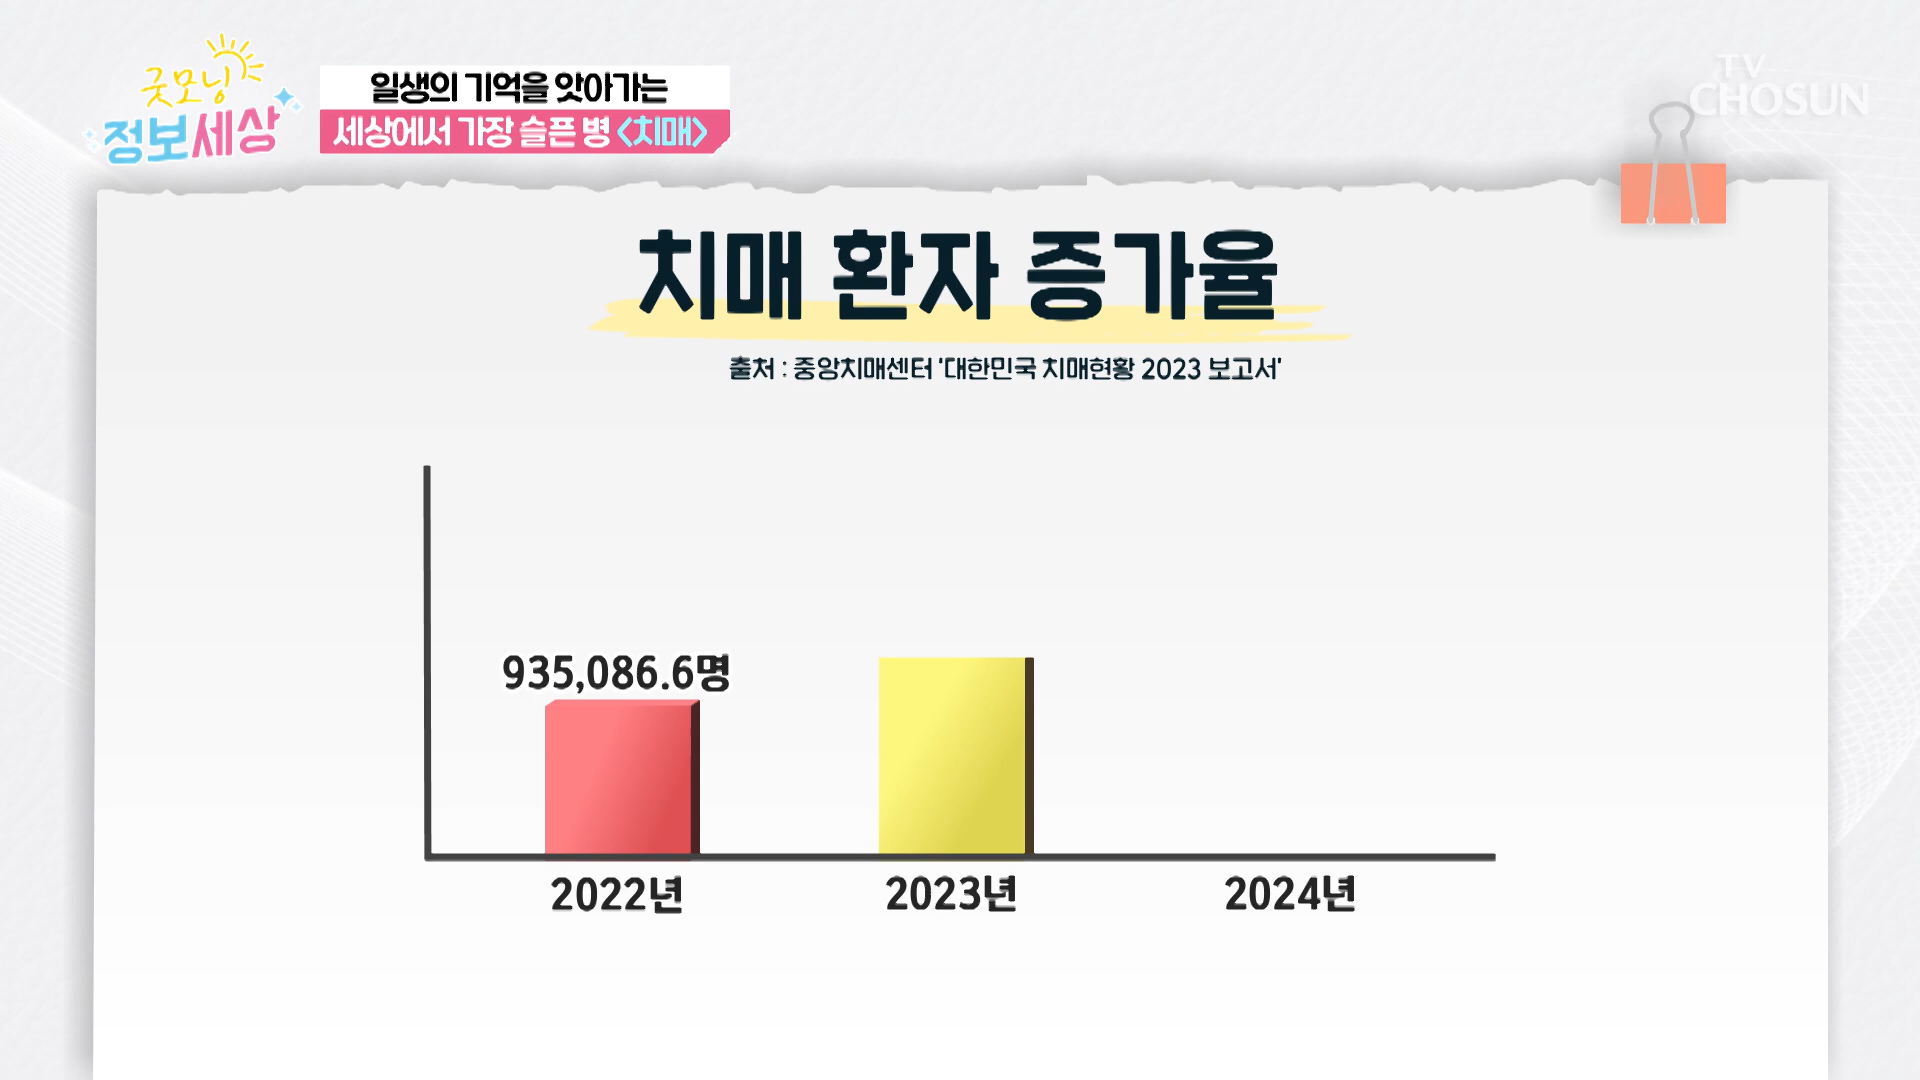 굿모닝
정보세상
일생의 기억을 앗아가는
세상에서 가장 슬픈 병 <치매>
TV
CHOSUN
치매 환자 증가율
출처 : 중앙치매센터 '대한민국 치매현황 2023 보고서'
935,086.6명
2022년
2023년
2024년